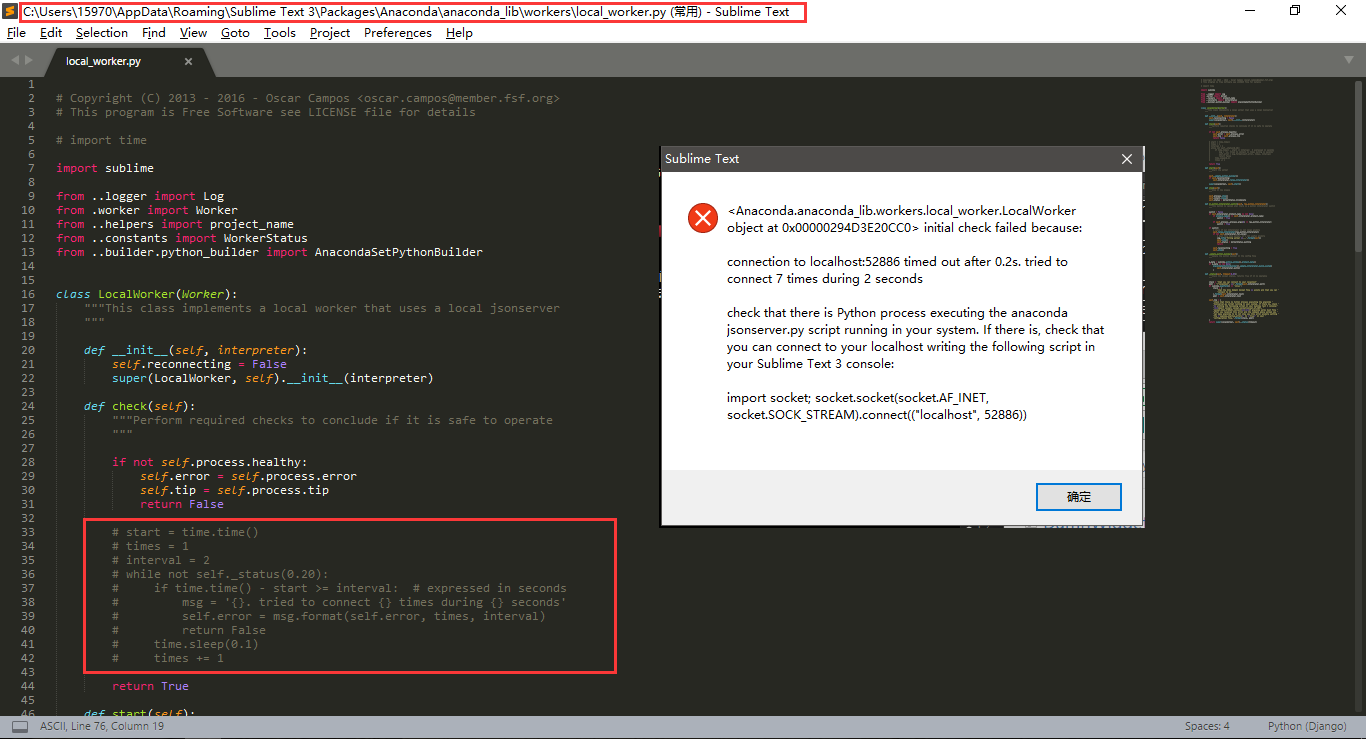 C:\Users\15970\AppData\Roaming\Sublime Text 3\Packages\Anaconda\anaconda_lib\workers\local_worker.py (常用) - Sublime Text
File Edit Selection Find View Goto Tools Project Preferences Help
local_worker.py
1
2 # Copyright (C) 2013 - 2016 - Oscar Campos <oscar.campos@member.fsf.org>
3 # This program is Free Software see LICENSE file for details
4
5 # import time
6
7 import sublime
8
9 from ..logger import Log
10 from .worker import Worker
11 from ..helpers import project_name
12 from ..constants import WorkerStatus
13 from ..builder.python_builder import AnacondaSetPythonBuilder
14
15
16 class LocalWorker(Worker):
17 """This class implements a local worker that uses a local jsonserver
18 """
19
20 def __init__(self, interpreter):
21 self.reconnecting = False
22 super(LocalWorker, self).__init__(interpreter)
23
24 def check(self):
25 """Perform required checks to conclude if it is safe to operate
26 """
27
28 if not self.process.healthy:
29 self.error = self.process.error
30 self.tip = self.process.tip
31 return False
32
33 # start = time.time()
34 # times = 1
35 # interval = 2
36 # while not self._status(0.20):
37 # if time.time() - start >= interval: # expressed in seconds
38 # msg = '{}. tried to connect {} times during {} seconds'
39 # self.error = msg.format(self.error, times, interval)
40 # return False
41 # time.sleep(0.1)
42 # times += 1
43
44 return True
45
46 def start(self):
Sublime Text
<Anaconda.anaconda_lib.workers.local_worker.LocalWorker
object at 0x00000294D3E20CC0> initial check failed because:
connection to localhost:52886 timed out after 0.2s. tried to
connect 7 times during 2 seconds
check that there is Python process executing the anaconda
jsonserver.py script running in your system. If there is, check that
you can connect to your localhost writing the following script in
your Sublime Text 3 console:
import socket; socket.socket(socket.AF_INET,
socket.SOCK_STREAM).connect(("localhost", 52886))
确定
ASCII, Line 76, Column 19
Spaces: 4
Python (Django)